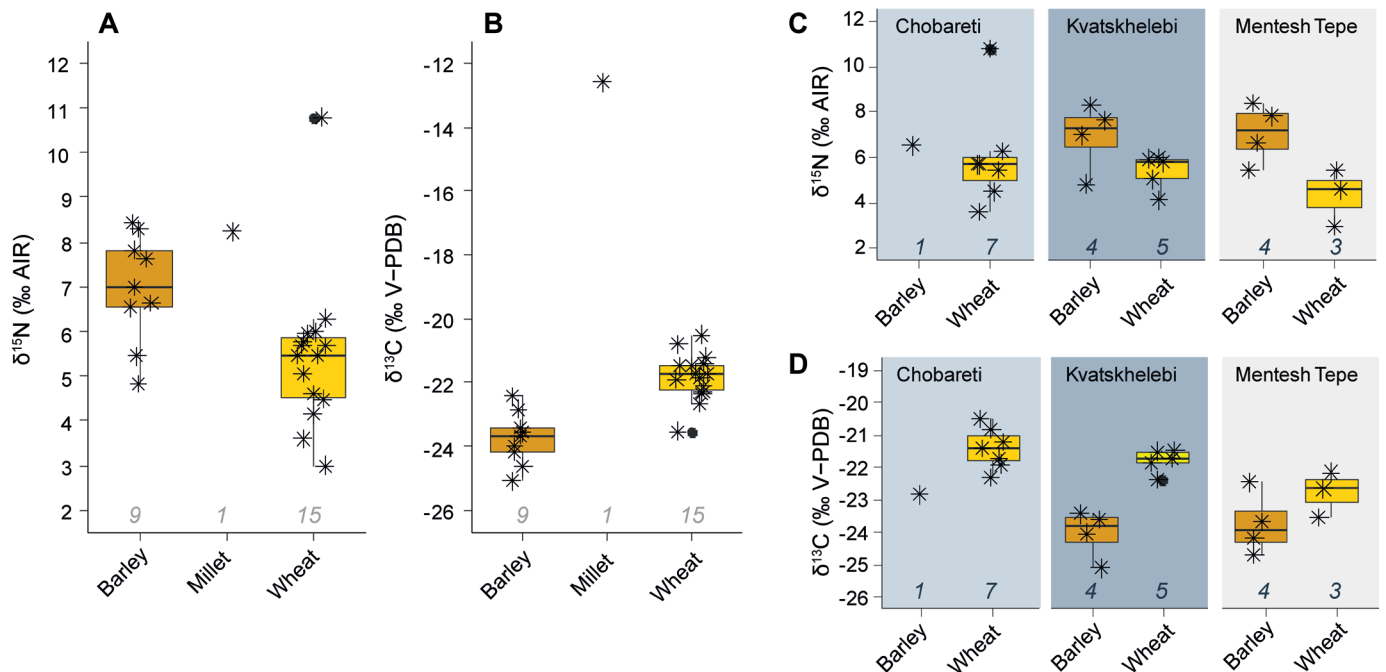 A
δ15N (‰ AIR)
12
11
10
9
8
7
6
5
4
3
2
9
1
15
Barley
Millet
Wheat
B
δ13C (‰ V−PDB)
-12
-14
-16
-18
-20
-22
-24
-26
9
1
15
Barley
Millet
Wheat
C
δ15N (‰ AIR)
12
10
8
6
4
2
Chobareti
Kvatskhelebi
Mentesh Tepe
1
7
4
5
4
3
Barley
Wheat
Barley
Wheat
Barley
Wheat
D
δ13C (‰ V−PDB)
-19
-20
-21
-22
-23
-24
-25
-26
Chobareti
Kvatskhelebi
Mentesh Tepe
1
7
4
5
4
3
Barley
Wheat
Barley
Wheat
Barley
Wheat